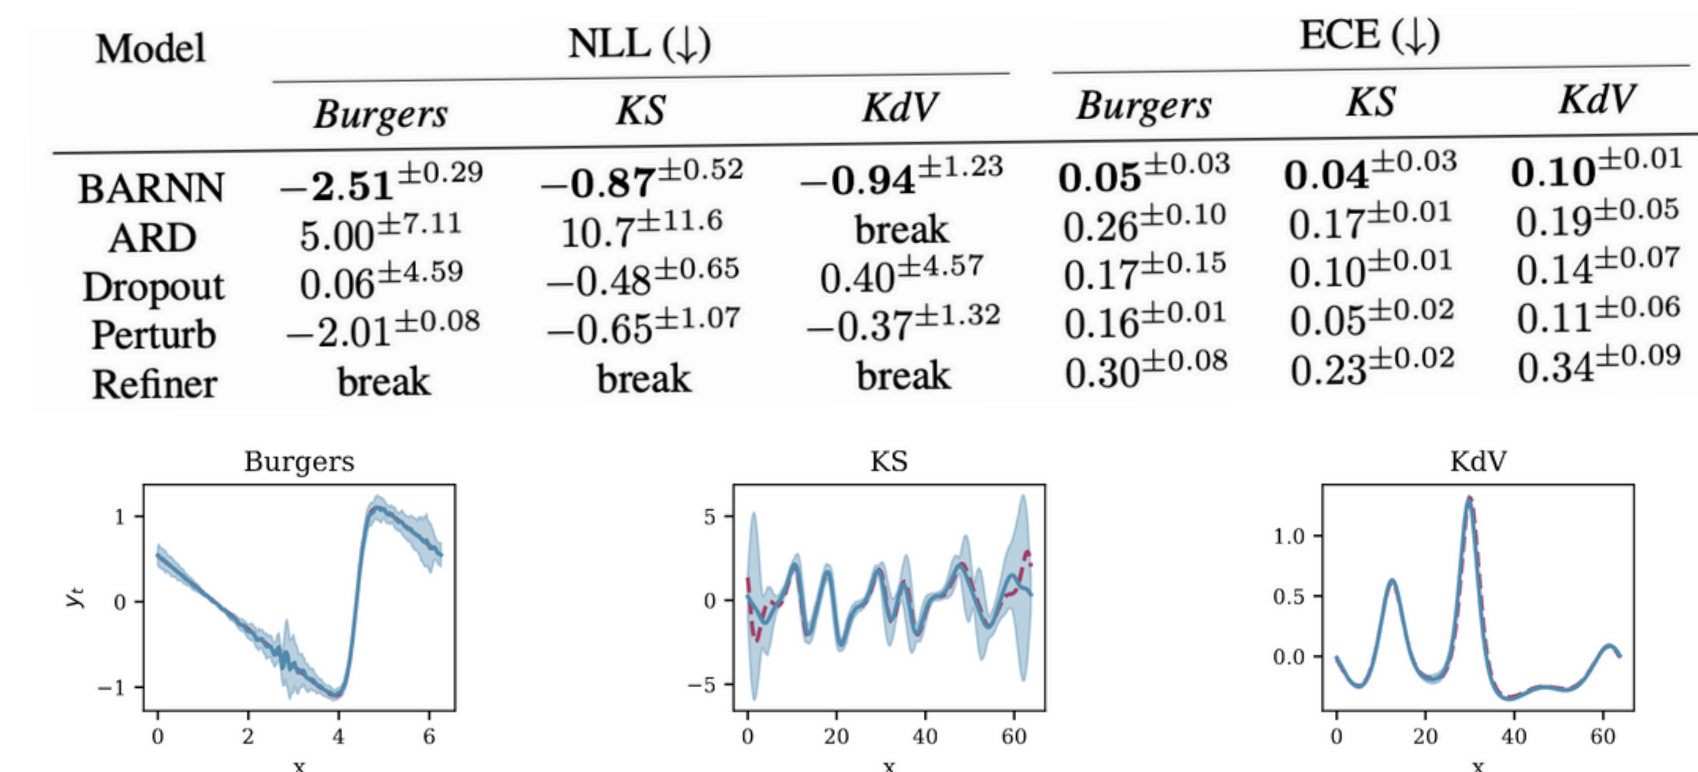 Model NLL (↓) ECE (↓)
Burgers KS KdV Burgers KS KdV
BARNN −2.51±0.29 −0.87±0.52 −0.94±1.23 0.05±0.03 0.04±0.03 0.10±0.01
ARD 5.00±7.11 10.7±11.6 break 0.26±0.10 0.17±0.01 0.19±0.05
Dropout 0.06±4.59 −0.48±0.65 0.40±4.57 0.17±0.15 0.10±0.01 0.14±0.07
Perturb −2.01±0.08 −0.65±1.07 −0.37±1.32 0.16±0.01 0.05±0.02 0.11±0.06
Refiner break break break 0.30±0.08 0.23±0.02 0.34±0.09
Burgers KS KdV
1 0 −1
yt
0 2 4 6
x
5 0 −5
0 20 40 60
x
1.0 0.5 0.0
0 20 40 60
x